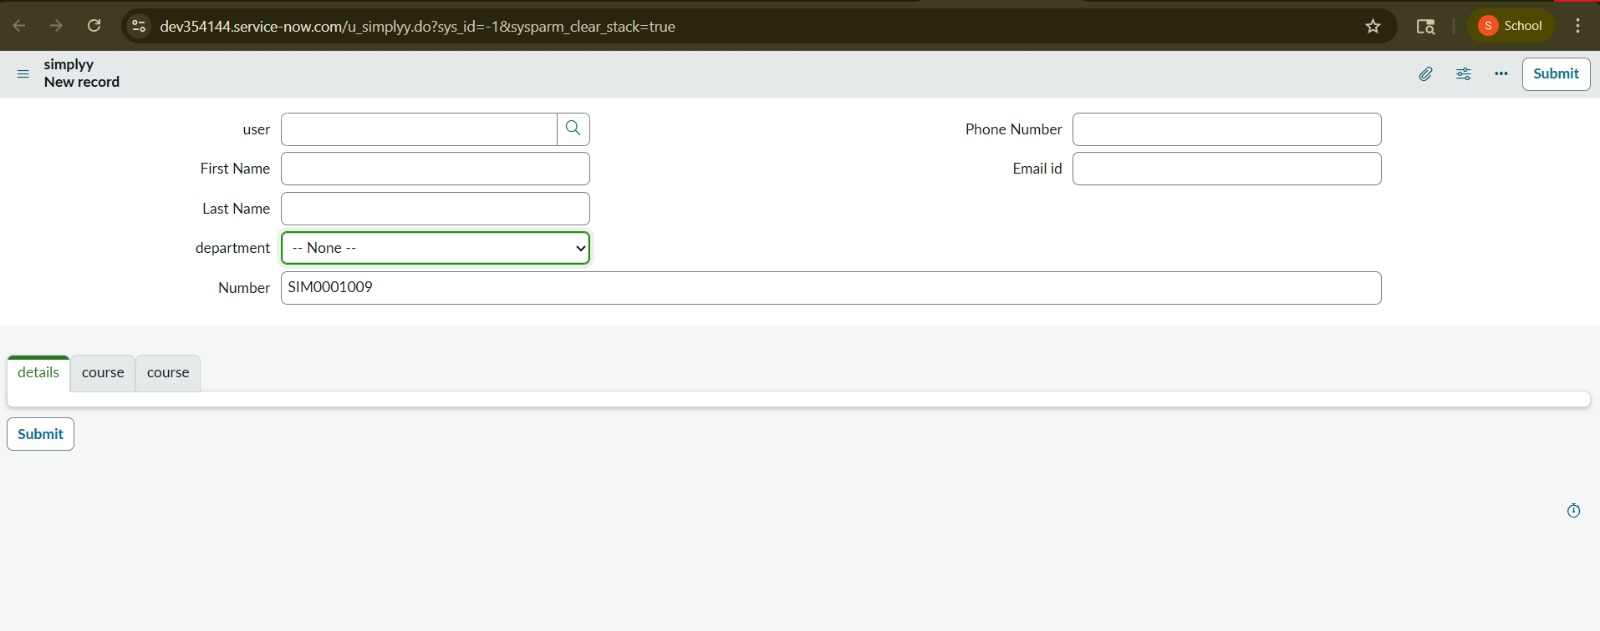 dev354144.service-now.com/u_simplyy.do?sys_id=-1&sysparm_clear_stack=true
S School
simplyy
New record
Submit
user
Phone Number
First Name
Email id
Last Name
department -- None --
Number SIM0001009
details course course
Submit